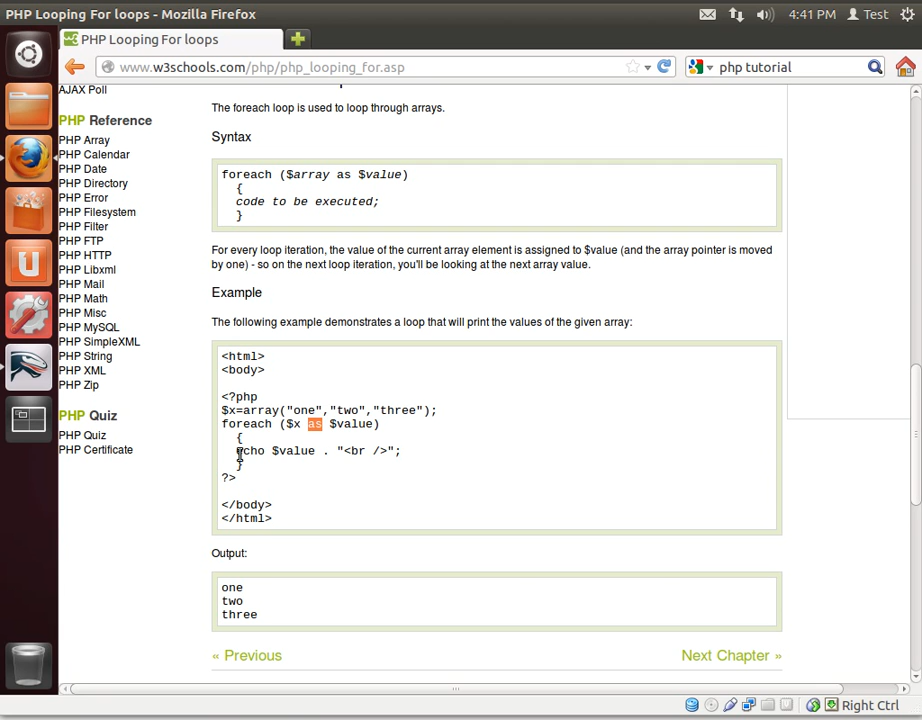 PHP Looping For loops - Mozilla Firefox
4:41 PM Test
PHP Looping For loops
www.w3schools.com/php/php_looping_for.asp
php tutorial
AJAX Poll
PHP Reference
PHP Array
PHP Calendar
PHP Date
PHP Directory
PHP Error
PHP Filesystem
PHP Filter
PHP FTP
PHP HTTP
PHP Libxml
PHP Mail
PHP Math
PHP Misc
PHP MySQL
PHP SimpleXML
PHP String
PHP XML
PHP Zip
PHP Quiz
PHP Quiz
PHP Certificate
The foreach loop is used to loop through arrays.
Syntax
foreach ($array as $value)
{
code to be executed;
}
For every loop iteration, the value of the current array element is assigned to $value (and the array pointer is moved
by one) - so on the next loop iteration, you'll be looking at the next array value.
Example
The following example demonstrates a loop that will print the values of the given array:
<html>
<body>
<?php
$x=array("one","two","three");
foreach ($x as $value)
{
echo $value . "<br />";
}
?>
</body>
</html>
Output:
one
two
three
« Previous
Next Chapter »
Right Ctrl